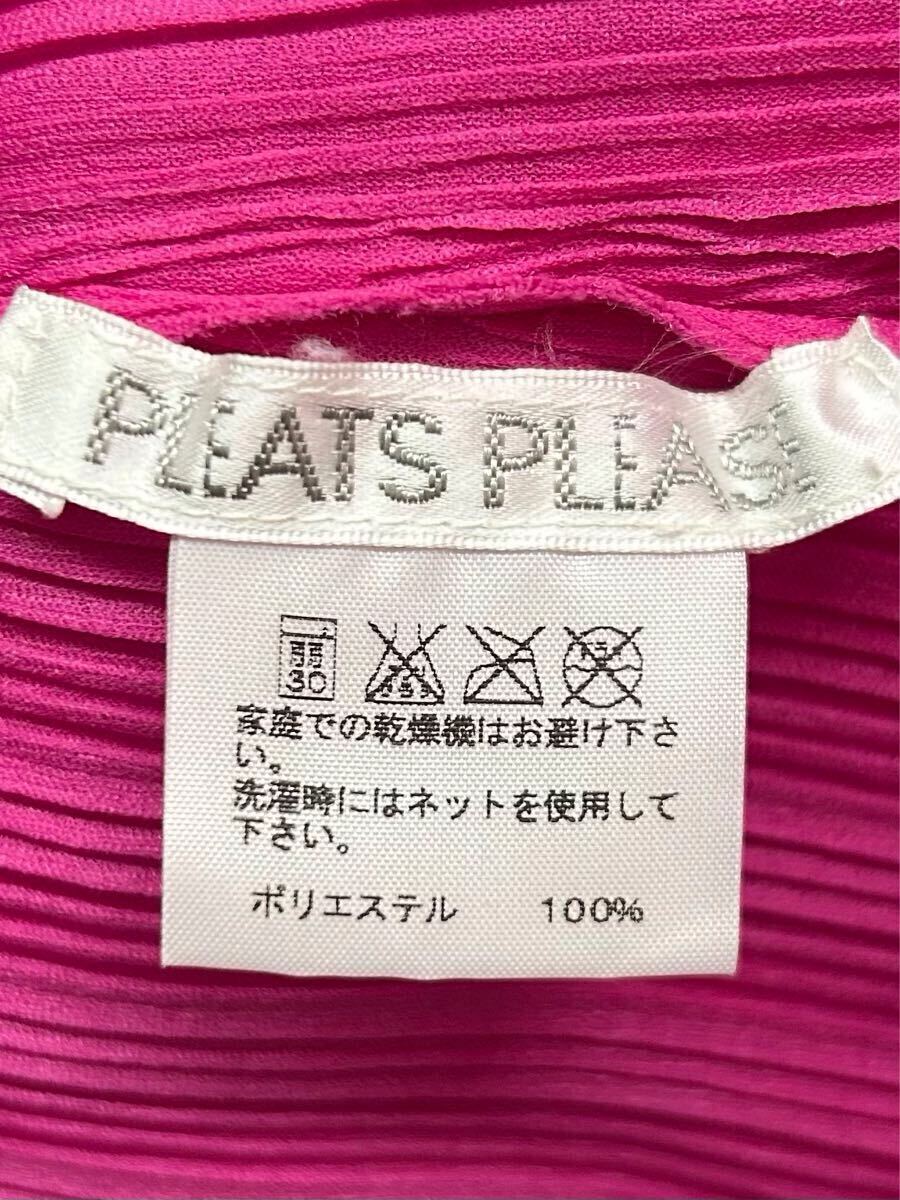 PLEATS PLEASE
弱
30
家庭での乾燥機はお避け下さ
い。
洗濯時にはネットを使用して
下さい。
ポリエステル 100%